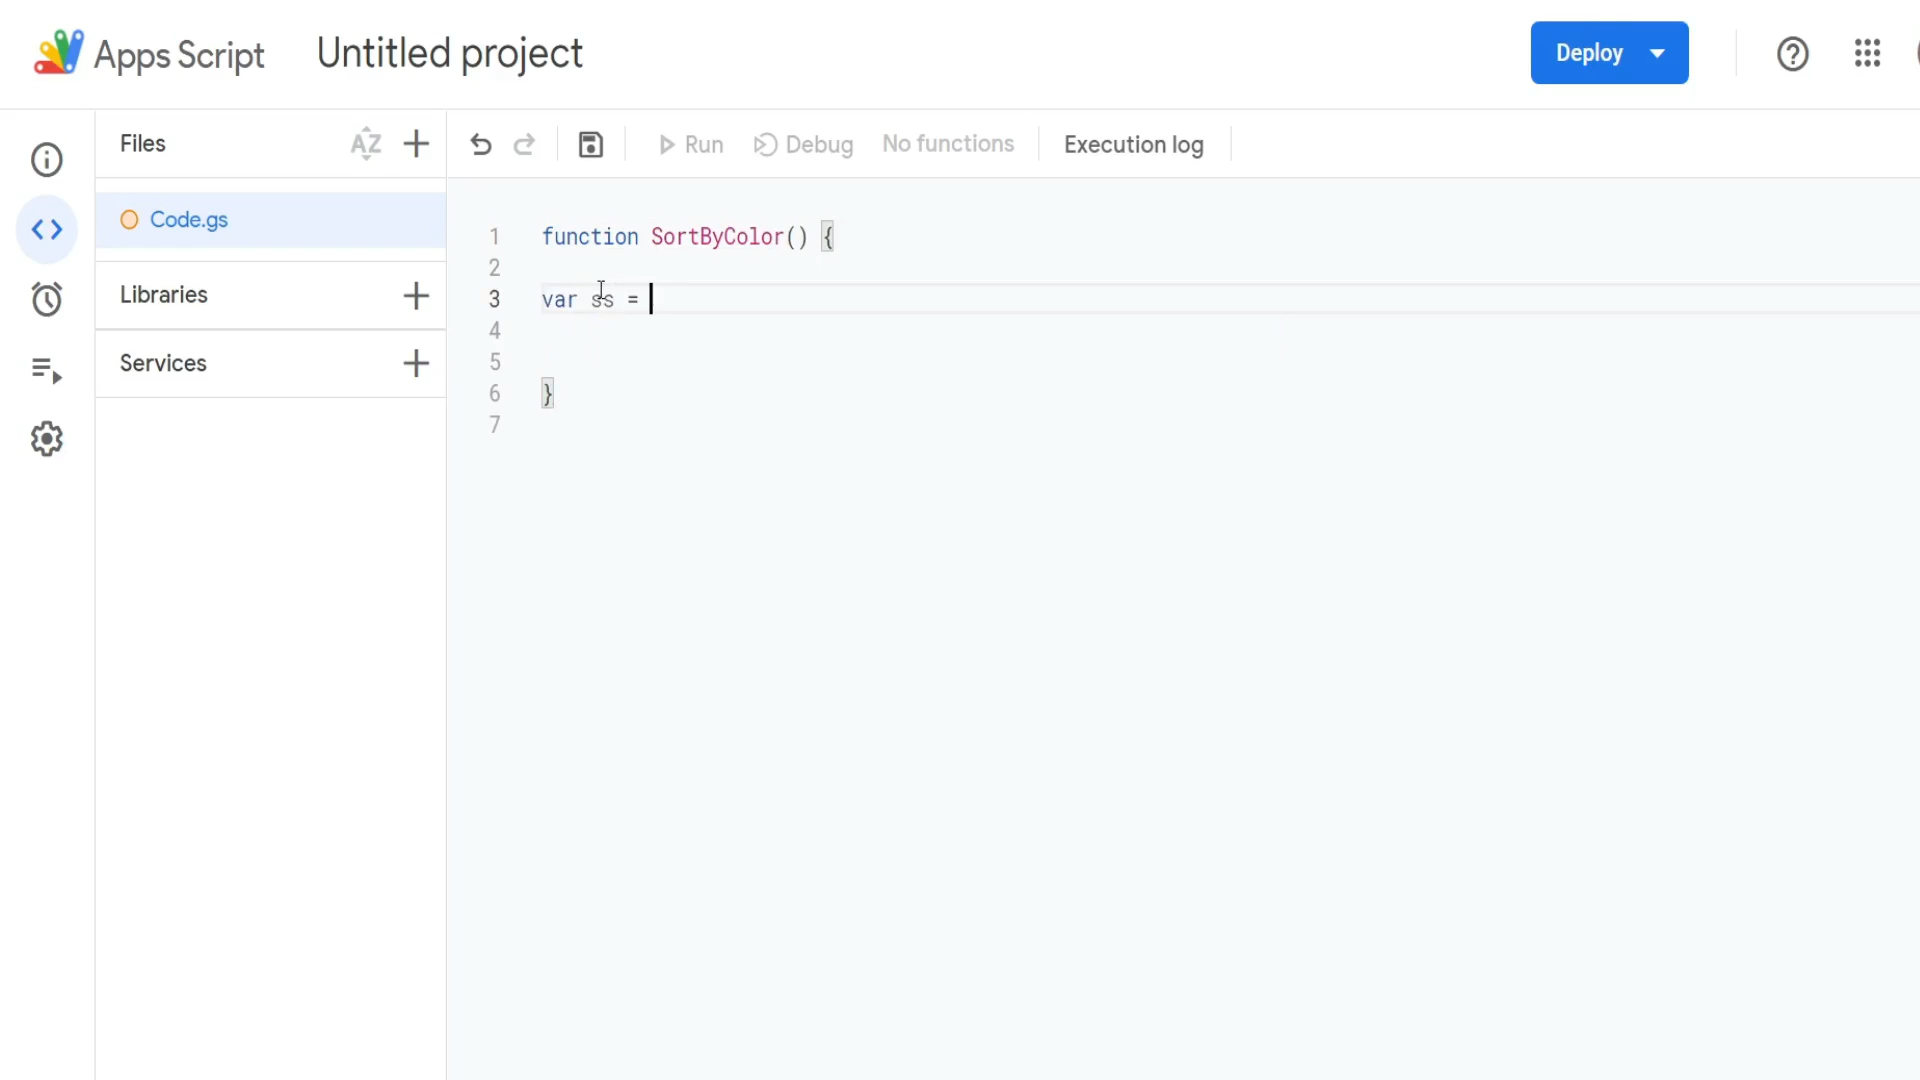 Apps Script Untitled project Deploy
Files AZ Run Debug No functions Execution log
Code.gs
Libraries
Services
1 function SortByColor() {
2
3 var ss =
4
5
6 }
7